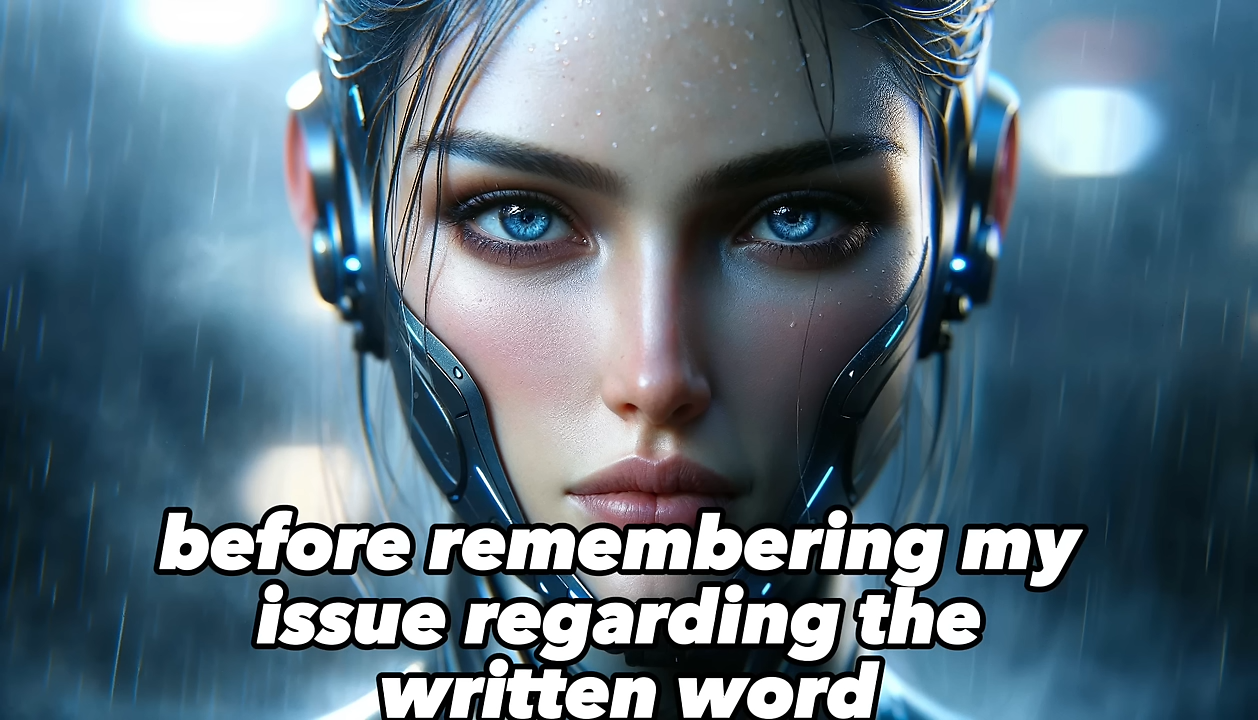 before remembering my
issue regarding the
written word